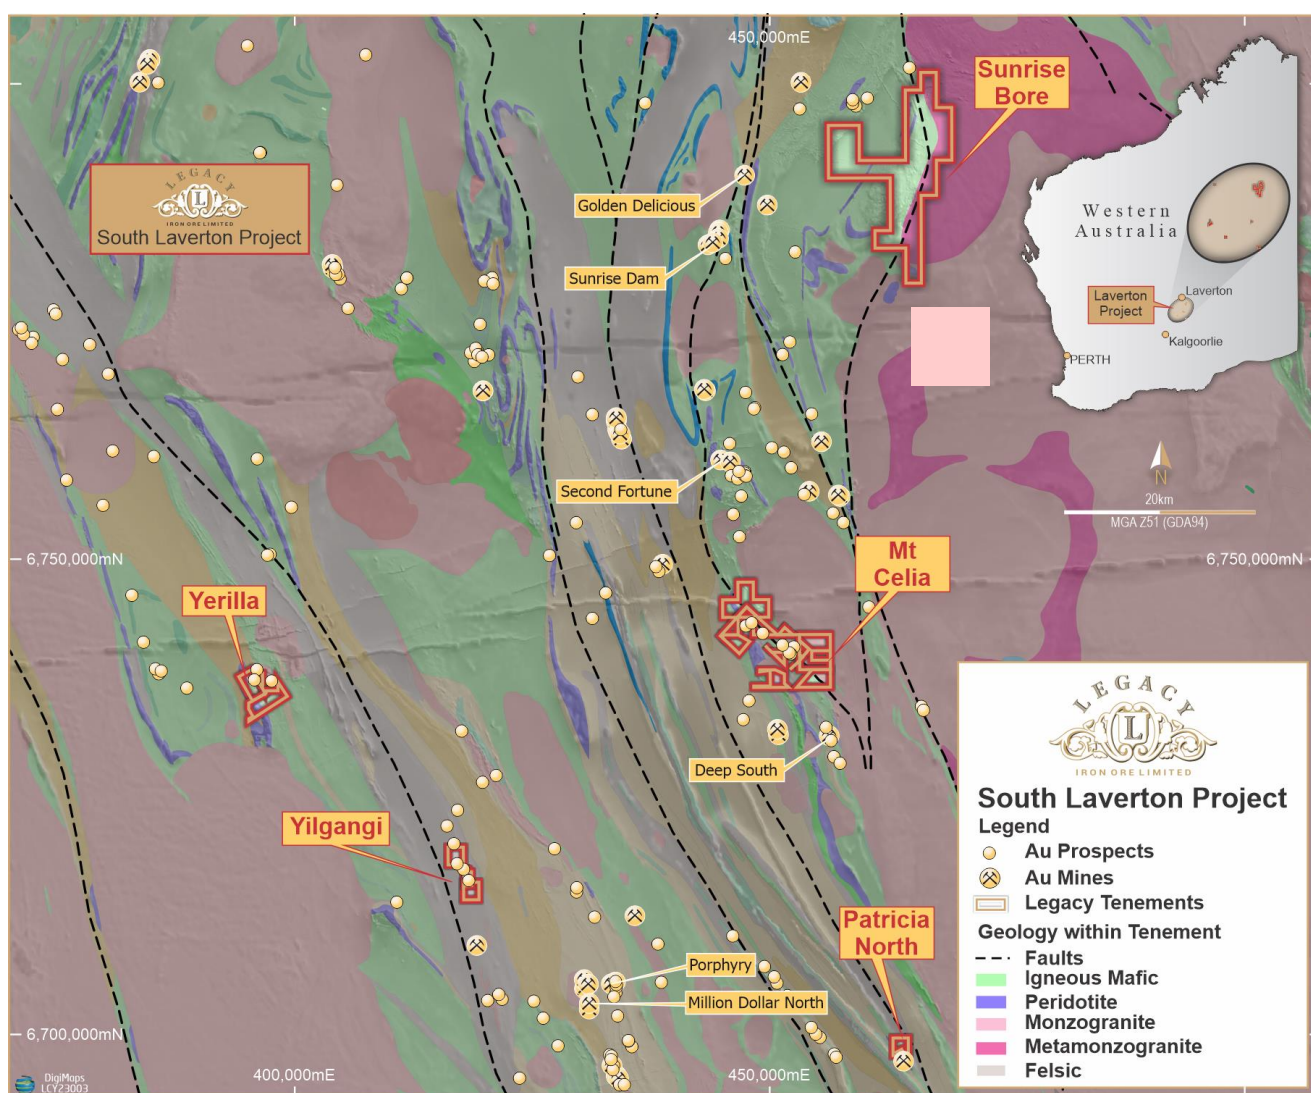 450,000mE
Sunrise
Bore
LEGACY
L
IRON ORE LIMITED
South Laverton Project
Golden Delicious
Sunrise Dam
Western
Australia
Laverton
Laverton
Project
Kalgoorlie
PERTH
N
20km
MGA Z51 (GDA94)
Second Fortune
6,750,000mN
6,750,000mN
Mt
Celia
Yerilla
Deep South
Yilgangi
Patricia
North
Porphyry
Million Dollar North
6,700,000mN
400,000mE
450,000mE
DigiMaps
LCY23003
LEGACY
L
IRON ORE LIMITED
South Laverton Project
Legend
Au Prospects
Au Mines
Legacy Tenements
Geology within Tenement
Faults
Igneous Mafic
Peridotite
Monzogranite
Metamonzogranite
Felsic